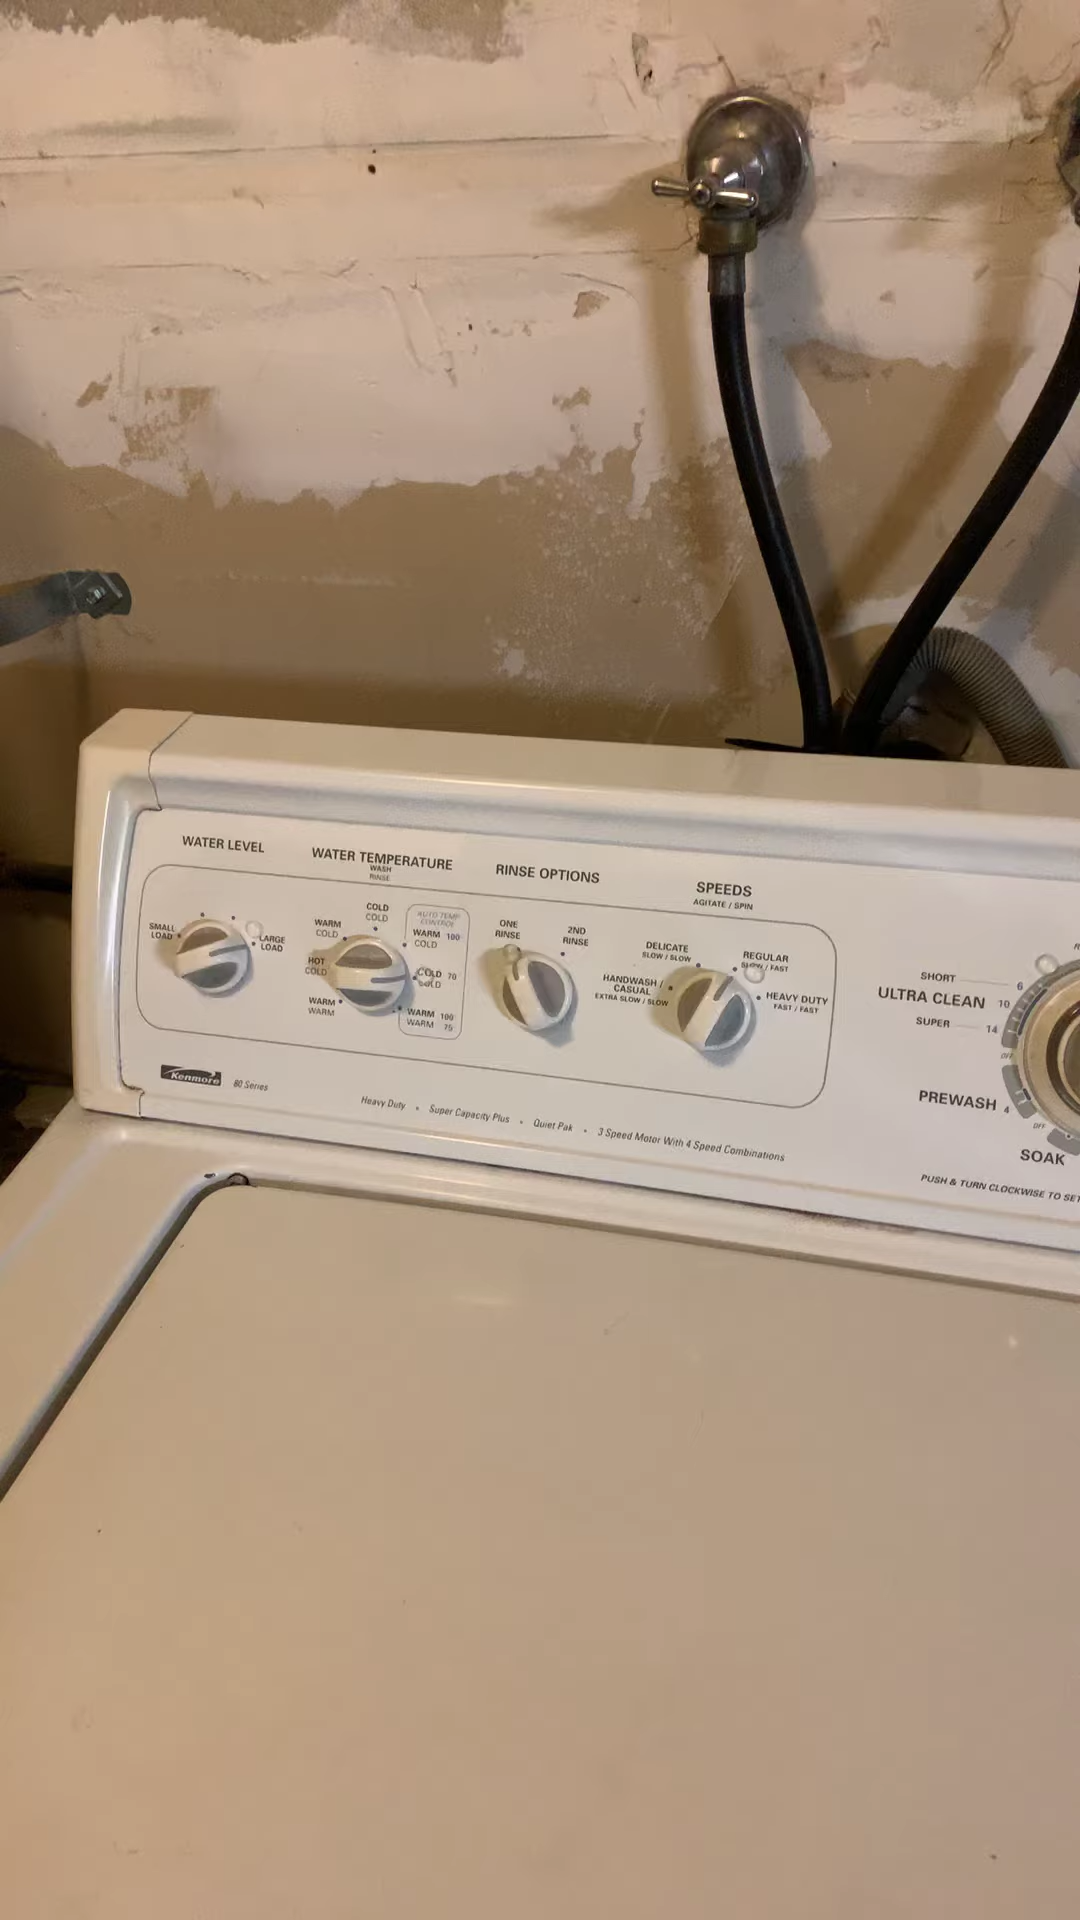 WATER LEVEL
SMALL
LOAD
LARGE
LOAD
WATER TEMPERATURE
WASH
RINSE
COLD
COLD
WARM
COLD
HOT
COLD
WARM
WARM
AUTO TEMP
CONTROL
WARM 100
COLD
COLD 70
COLD
WARM 100
WARM 75
RINSE OPTIONS
ONE
RINSE
2ND
RINSE
SPEEDS
AGITATE / SPIN
DELICATE
SLOW / SLOW
REGULAR
SLOW / FAST
HANDWASH /
CASUAL
EXTRA SLOW / SLOW
HEAVY DUTY
FAST / FAST
SHORT 6
ULTRA CLEAN 10
SUPER 14
OFF
PREWASH 4
OFF
SOAK
PUSH & TURN CLOCKWISE TO SET
Kenmore 80 Series
Heavy Duty • Super Capacity Plus • Quiet Pak • 3 Speed Motor With 4 Speed Combinations